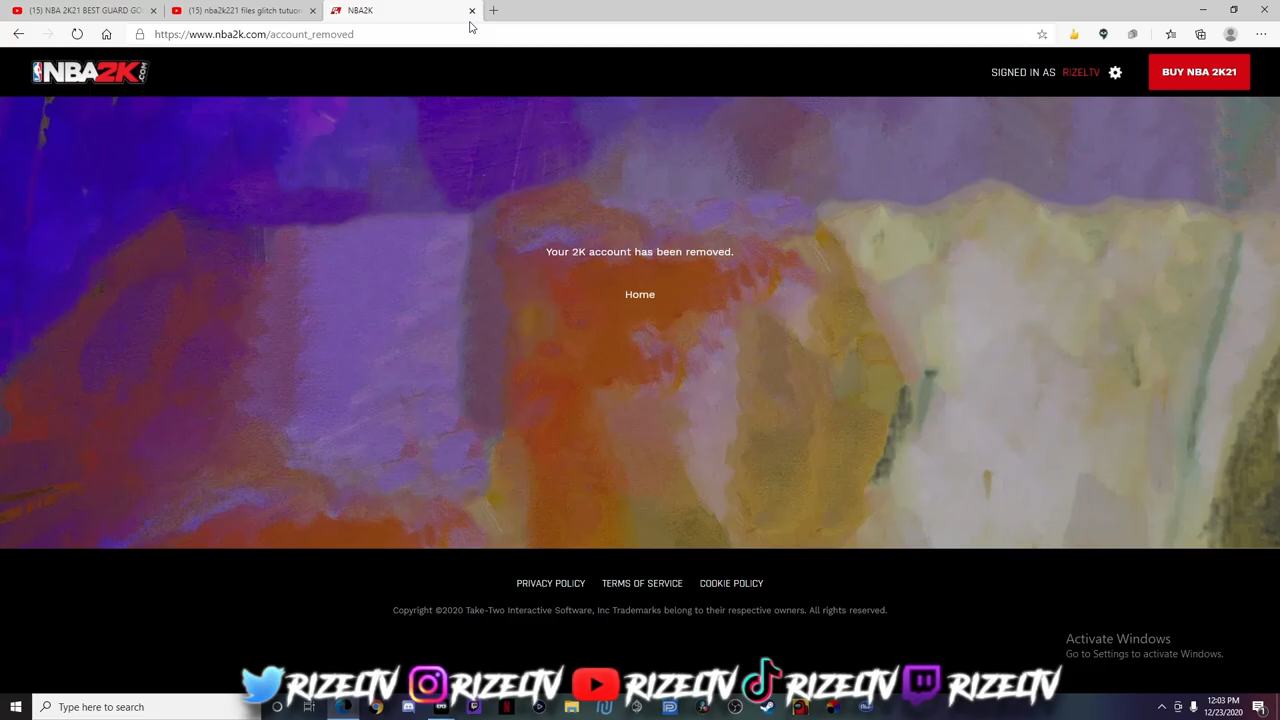 (15) NBA 2K21 BEST GUARD GO
(15) nba2k221 files glitch tutuor
NBA2K
https://www.nba2k.com/account_removed
NBA2K.COM
SIGNED IN AS RIZELTV
BUY NBA 2K21
Your 2K account has been removed.
Home
PRIVACY POLICY TERMS OF SERVICE COOKIE POLICY
Copyright ©2020 Take-Two Interactive Software, Inc Trademarks belong to their respective owners. All rights reserved.
Activate Windows
Go to Settings to activate Windows.
RIZELTV RIZELTV RIZELTV RIZELTV RIZELTV
Type here to search
12:03 PM
12/23/2020